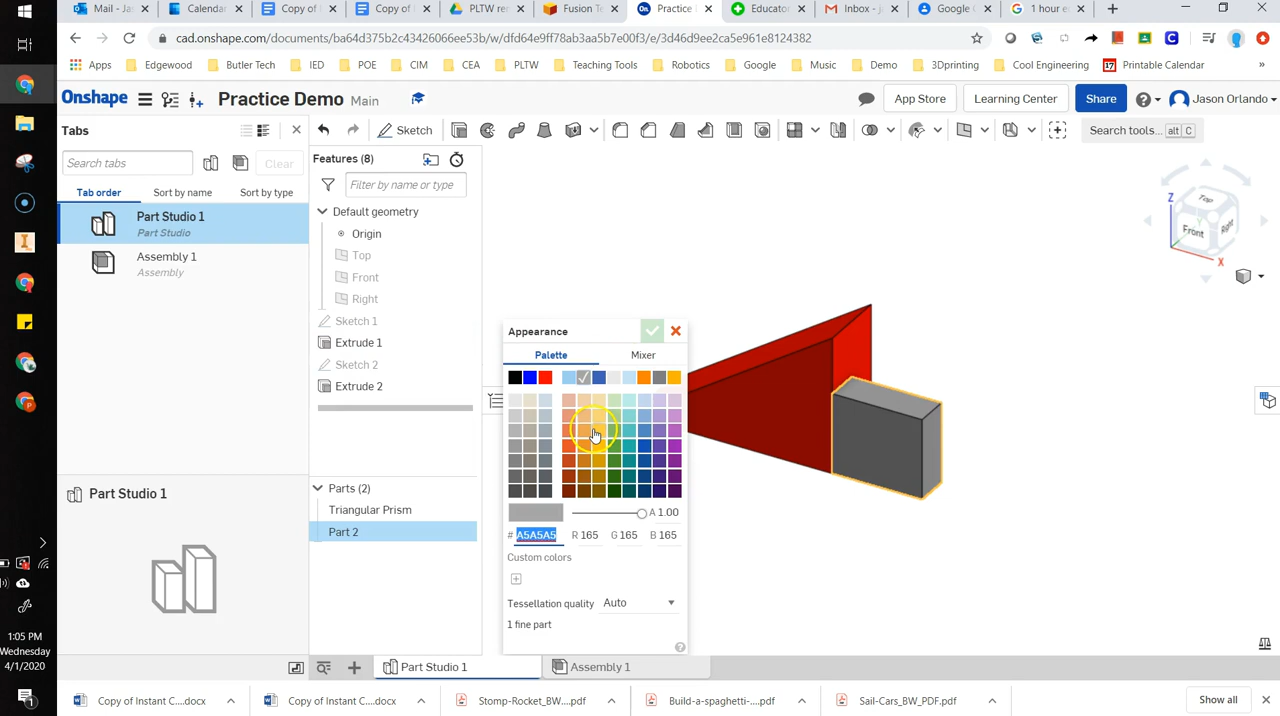 Mail - Jas
Calendar
Copy of I
Copy of I
PLTW re
Fusion Te
Practice
Educator
Inbox - j
Google C
1 hour e
cad.onshape.com/documents/ba64d375b2c43426066ee53b/w/dfd64e9ff78ab3aa5b7e00f3/e/3d46d9ee2ca5e961e8124382
Apps
Edgewood
Butler Tech
IED
POE
CIM
CEA
PLTW
Teaching Tools
Robotics
Google
Music
Demo
3Dprinting
Cool Engineering
17 Printable Calendar
»
Onshape
Practice Demo Main
App Store
Learning Center
Share
Jason Orlando
Tabs
Sketch
Search tools... alt C
Search tabs
Clear
Tab order
Sort by name
Sort by type
Part Studio 1
Part Studio
Assembly 1
Assembly
Features (8)
Filter by name or type
Default geometry
Origin
Top
Front
Right
Sketch 1
Extrude 1
Sketch 2
Extrude 2
Parts (2)
Triangular Prism
Part 2
Part Studio 1
Z
Top
Front
Right
X
Appearance
Palette
Mixer
A 1.00
# A5A5A5
R 165
G 165
B 165
Custom colors
Tessellation quality
Auto
1 fine part
1:05 PM
Wednesday
4/1/2020
Part Studio 1
Assembly 1
Copy of Instant C....docx
Copy of Instant C....docx
Stomp-Rocket_BW....pdf
Build-a-spaghetti-....pdf
Sail-Cars_BW_PDF.pdf
Show all